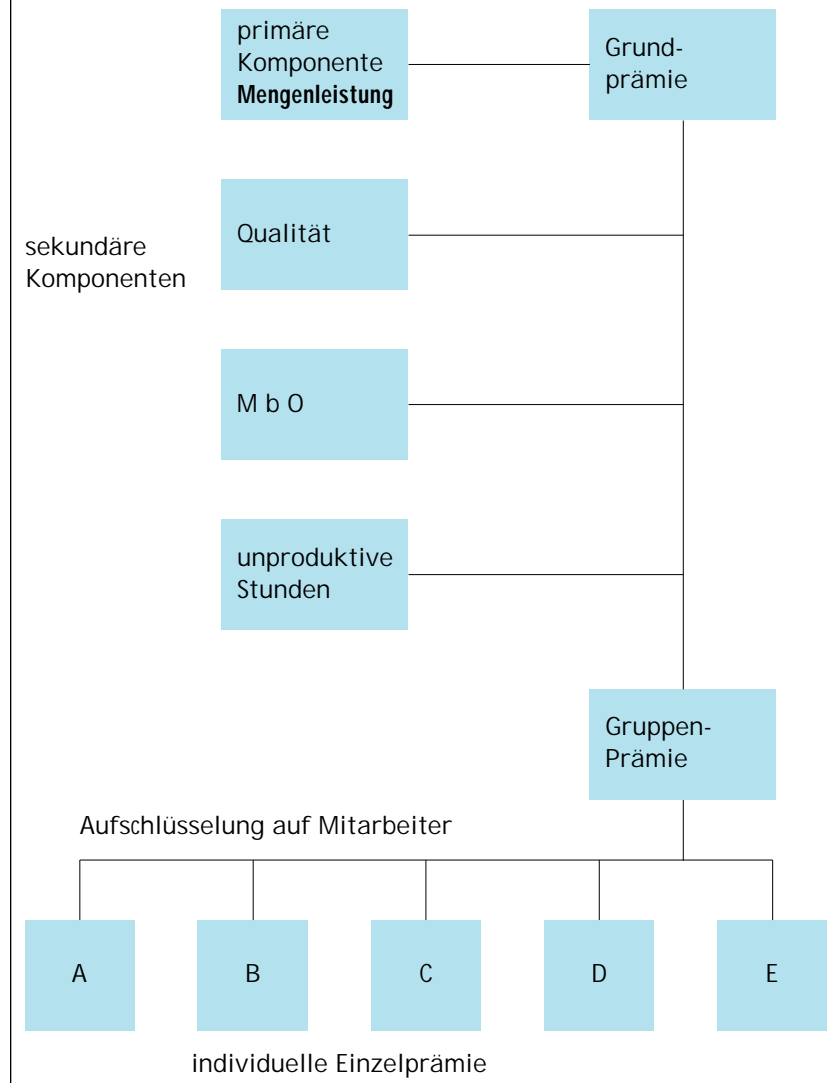 primäre
Komponente
Mengenleistung
Grund-
prämie
sekundäre
Komponenten
Qualität
M b O
unproduktive
Stunden
Gruppen-
Prämie
Aufschlüsselung auf Mitarbeiter
A
B
C
D
E
individuelle Einzelprämie